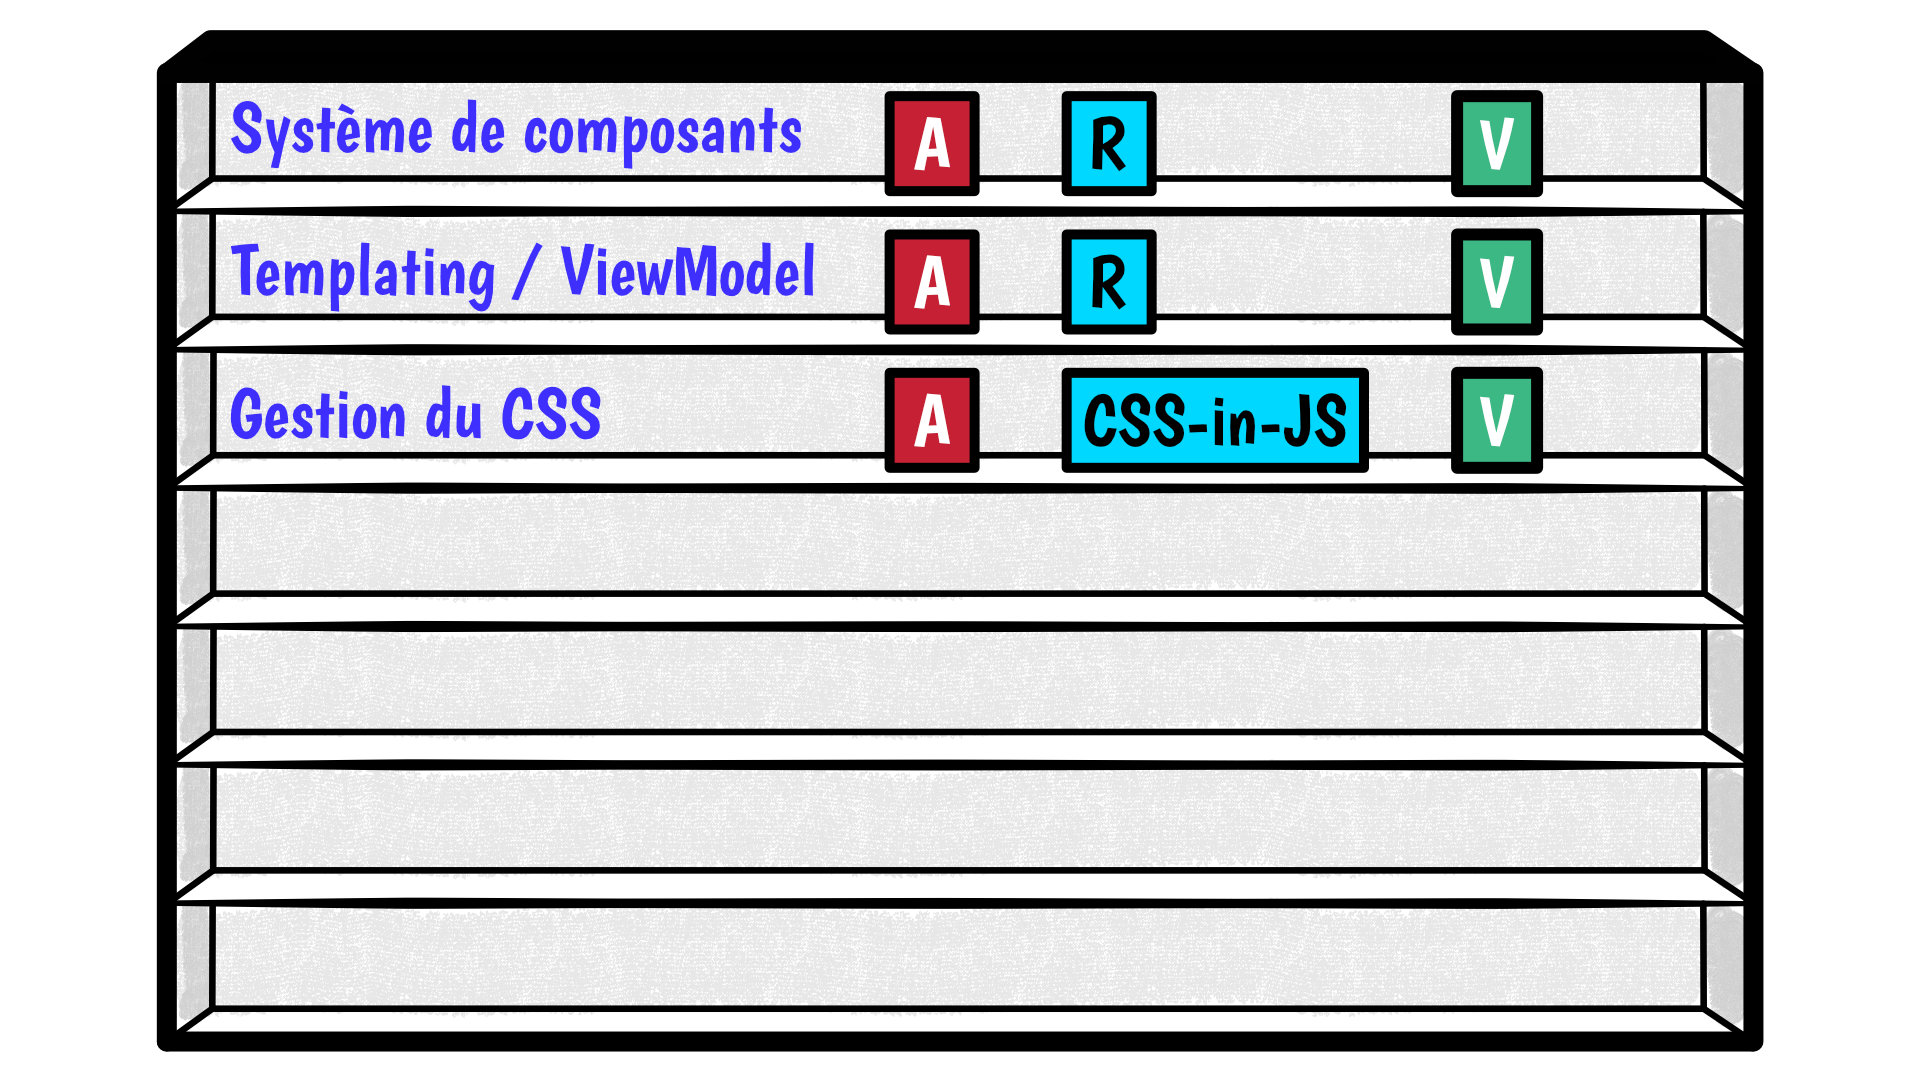 Système de composants A R V
Templating / ViewModel A R V
Gestion du CSS A CSS-in-JS V